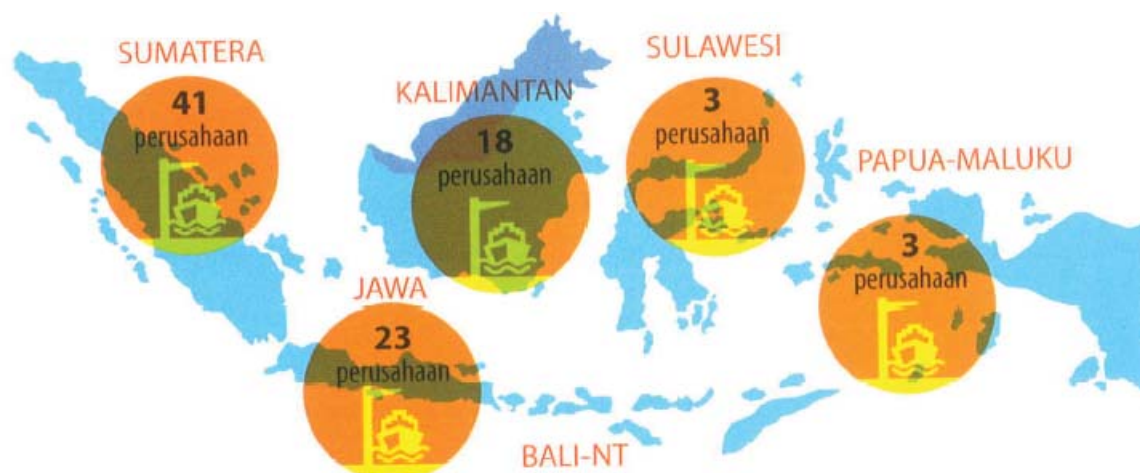 SUMATERA
41
perusahaan
KALIMANTAN
18
perusahaan
SULAWESI
3
perusahaan
PAPUA-MALUKU
3
perusahaan
JAWA
23
perusahaan
BALI-NT